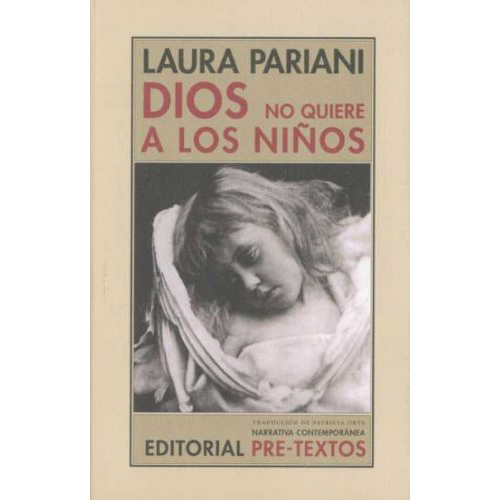 LAURA PARIANI
DIOS NO QUIERE
A LOS NIÑOS
TRADUCCIÓN DE PATRICIA ORTS
NARRATIVA CONTEMPORÁNEA
EDITORIAL PRE-TEXTOS